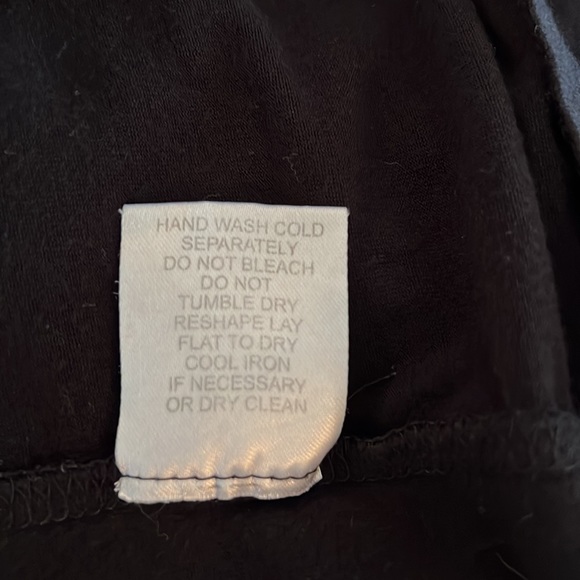 HAND WASH COLD
SEPARATELY
DO NOT BLEACH
DO NOT
TUMBLE DRY
RESHAPE LAY
FLAT TO DRY
COOL IRON
IF NECESSARY
OR DRY CLEAN